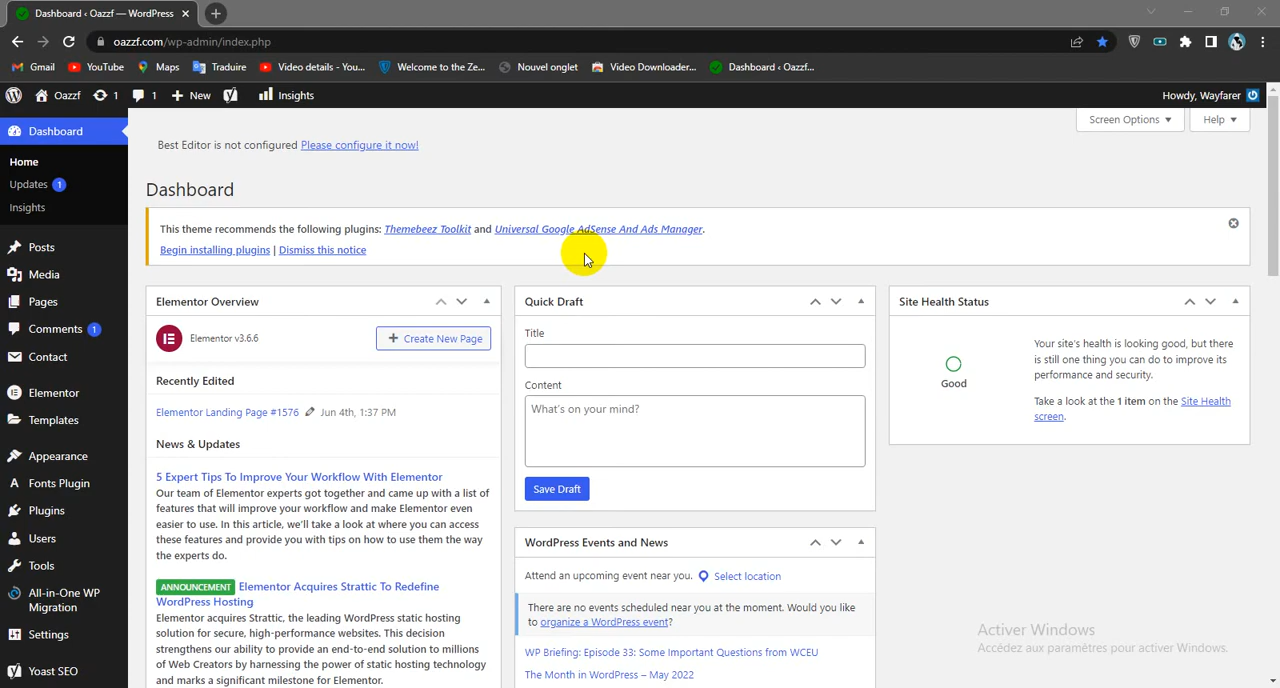 Dashboard ‹ Oazzf — WordPress
oazzf.com/wp-admin/index.php
Gmail YouTube Maps Traduire Video details - You... Welcome to the Ze... Nouvel onglet Video Downloader... Dashboard ‹ Oazzf...
Oazzf 1 1 New Insights Howdy, Wayfarer
Screen Options Help
Dashboard
Home
Updates 1
Insights
Posts
Media
Pages
Comments 1
Contact
Elementor
Templates
Appearance
Fonts Plugin
Plugins
Users
Tools
All-in-One WP
Migration
Settings
Yoast SEO
Best Editor is not configured Please configure it now!
Dashboard
This theme recommends the following plugins: Themebeez Toolkit and Universal Google AdSense And Ads Manager.
Begin installing plugins | Dismiss this notice
Elementor Overview
Elementor v3.6.6
Create New Page
Recently Edited
Elementor Landing Page #1576 Jun 4th, 1:37 PM
News & Updates
5 Expert Tips To Improve Your Workflow With Elementor
Our team of Elementor experts got together and came up with a list of
features that will improve your workflow and make Elementor even
easier to use. In this article, we'll take a look at where you can access
these features and provide you with tips on how to use them the way
the experts do.
ANNOUNCEMENT Elementor Acquires Strattic To Redefine
WordPress Hosting
Elementor acquires Strattic, the leading WordPress static hosting
solution for secure, high-performance websites. This decision
strengthens our ability to provide an end-to-end solution to millions
of Web Creators by harnessing the power of static hosting technology
and marks a significant milestone for Elementor.
Quick Draft
Title
Content
What's on your mind?
Save Draft
WordPress Events and News
Attend an upcoming event near you. Select location
There are no events scheduled near you at the moment. Would you like
to organize a WordPress event?
WP Briefing: Episode 33: Some Important Questions from WCEU
The Month in WordPress – May 2022
Site Health Status
Good
Your site's health is looking good, but there
is still one thing you can do to improve its
performance and security.
Take a look at the 1 item on the Site Health
screen.
Activer Windows
Accédez aux paramètres pour activer Windows.